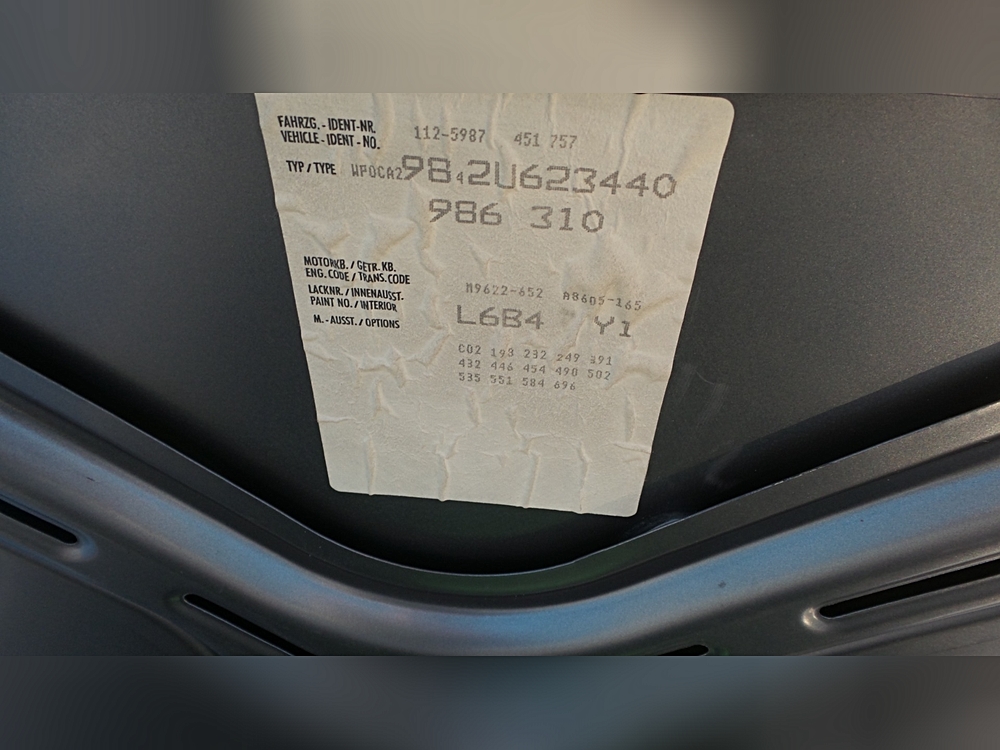 FAHRZG. - IDENT-NR.
VEHICLE - IDENT - NO.
112-5987 451 757
TYP / TYPE WP0CA29842U623440
986 310
MOTORKB. / GETR. KB.
ENG. CODE / TRANS. CODE
M9622-652 A8605-165
LACKNR. / INNENAUSST.
PAINT NO. / INTERIOR
L6B4 Y1
M. - AUSST. / OPTIONS
C02 193 232 249 391
432 446 454 490 502
535 551 584 696